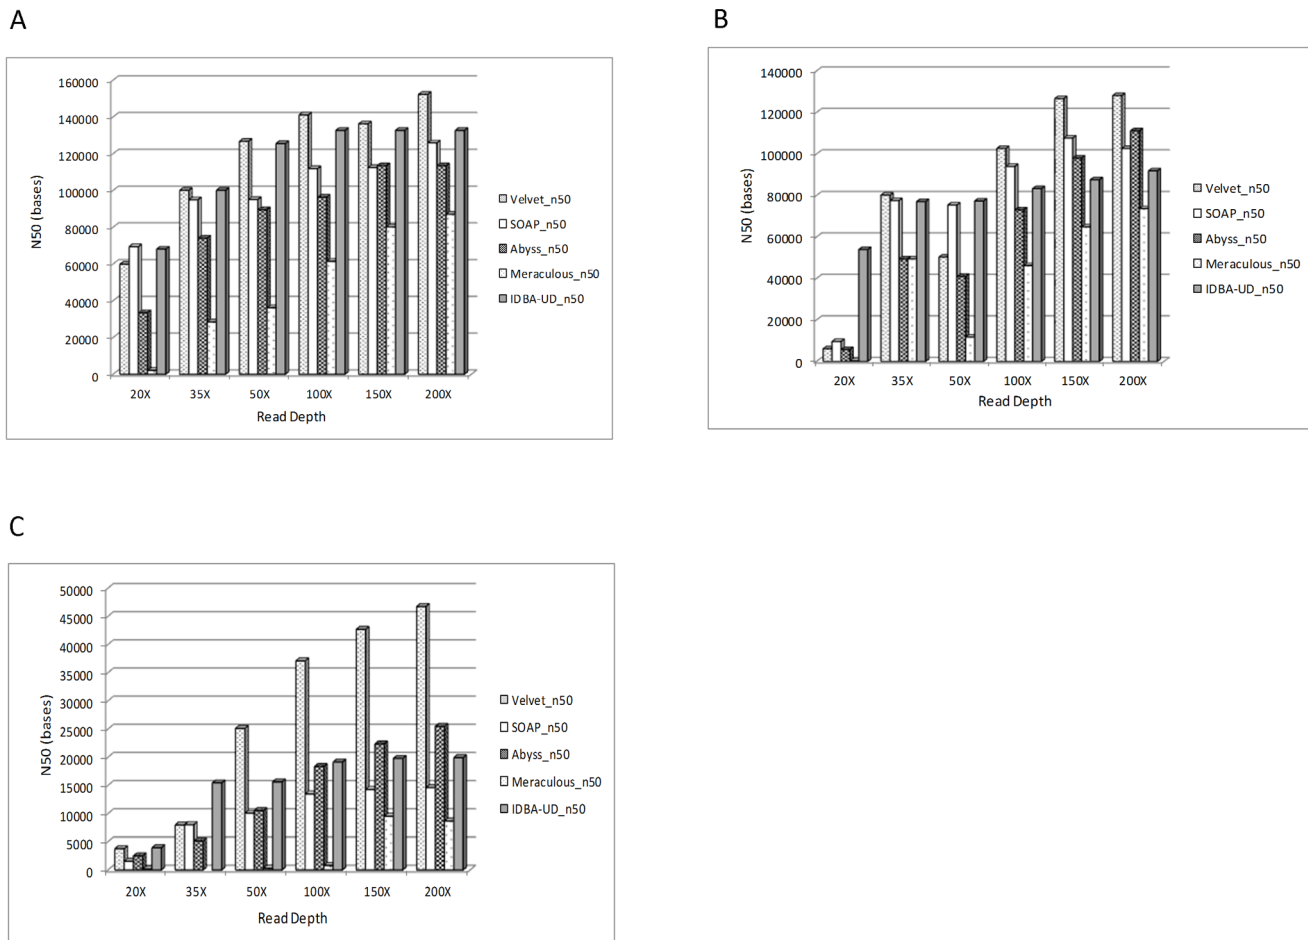 A
160000
140000
120000
100000
80000
60000
40000
20000
0
N50 (bases)
20X 35X 50X 100X 150X 200X
Read Depth
Velvet_n50
SOAP_n50
Abyss_n50
Meraculous_n50
IDBA-UD_n50
B
140000
120000
100000
80000
60000
40000
20000
0
N50 (bases)
20X 35X 50X 100X 150X 200X
Read Depth
Velvet_n50
SOAP_n50
Abyss_n50
Meraculous_n50
IDBA-UD_n50
C
50000
45000
40000
35000
30000
25000
20000
15000
10000
5000
0
N50 (bases)
20X 35X 50X 100X 150X 200X
Read Depth
Velvet_n50
SOAP_n50
Abyss_n50
Meraculous_n50
IDBA-UD_n50